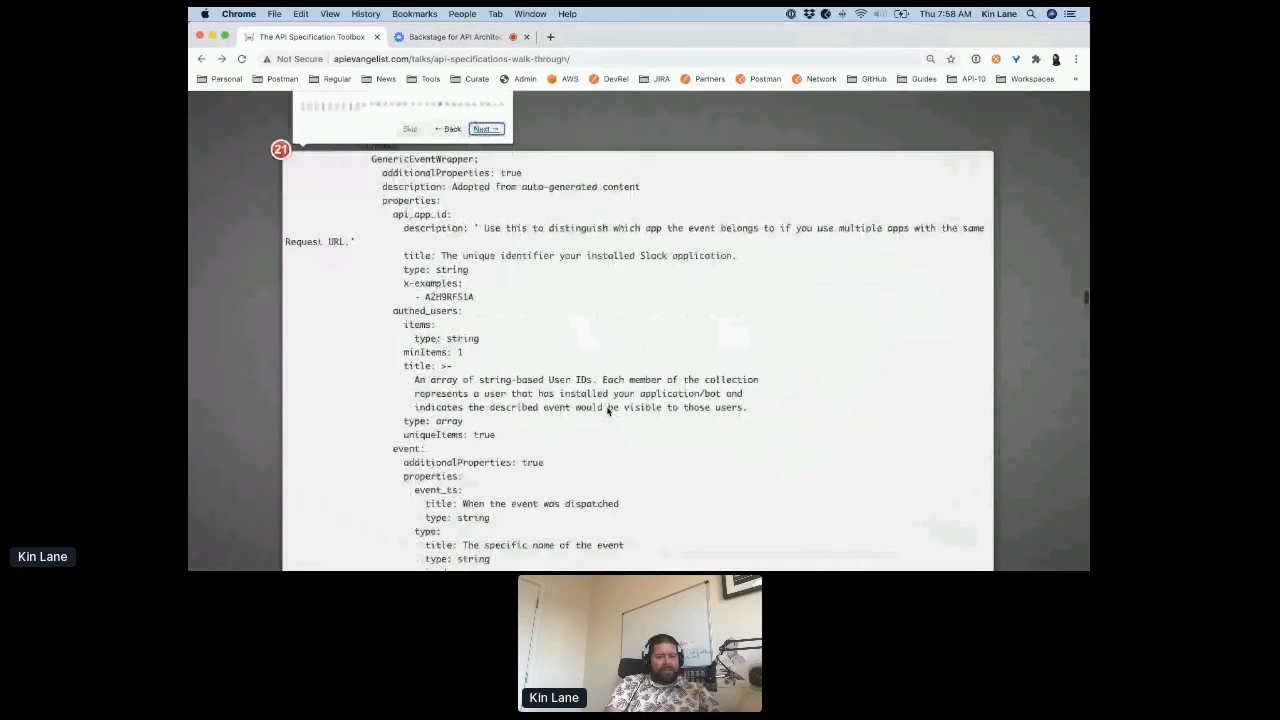 Chrome File Edit View History Bookmarks People Tab Window Help Thu 7:58 AM Kin Lane
The API Specification Toolbox Backstage for API Archite
Not Secure apievangelist.com/talks/api-specifications-walk-through/
Personal Postman Regular News Tools Curate Admin AWS DevRel JIRA Partners Postman Network GitHub Guides API-10 Workspaces »
Skip ← Back Next →
21
GenericEventWrapper:
additionalProperties: true
description: Adapted from auto-generated content
properties:
api_app_id:
description: ' Use this to distinguish which app the event belongs to if you use multiple apps with the same
Request URL.'
title: The unique identifier your installed Slack application.
type: string
x-examples:
- A2H9RFS1A
authed_users:
items:
type: string
minItems: 1
title: >-
An array of string-based User IDs. Each member of the collection
represents a user that has installed your application/bot and
indicates the described event would be visible to those users.
type: array
uniqueItems: true
event:
additionalProperties: true
properties:
event_ts:
title: When the event was dispatched
type: string
type:
title: The specific name of the event
type: string
Kin Lane
Kin Lane